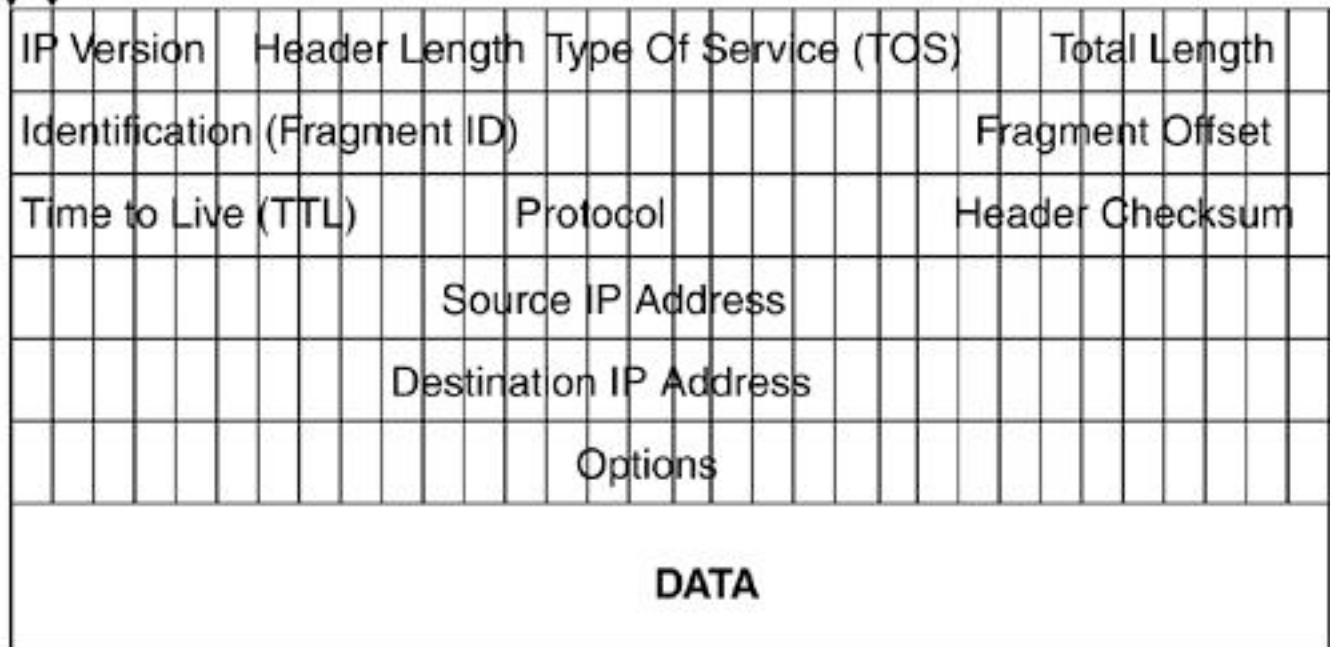 IP Version Header Length Type Of Service (TOS) Total Length
Identification (Fragment ID) Fragment Offset
Time to Live (TTL) Protocol Header Checksum
Source IP Address
Destination IP Address
Options
DATA